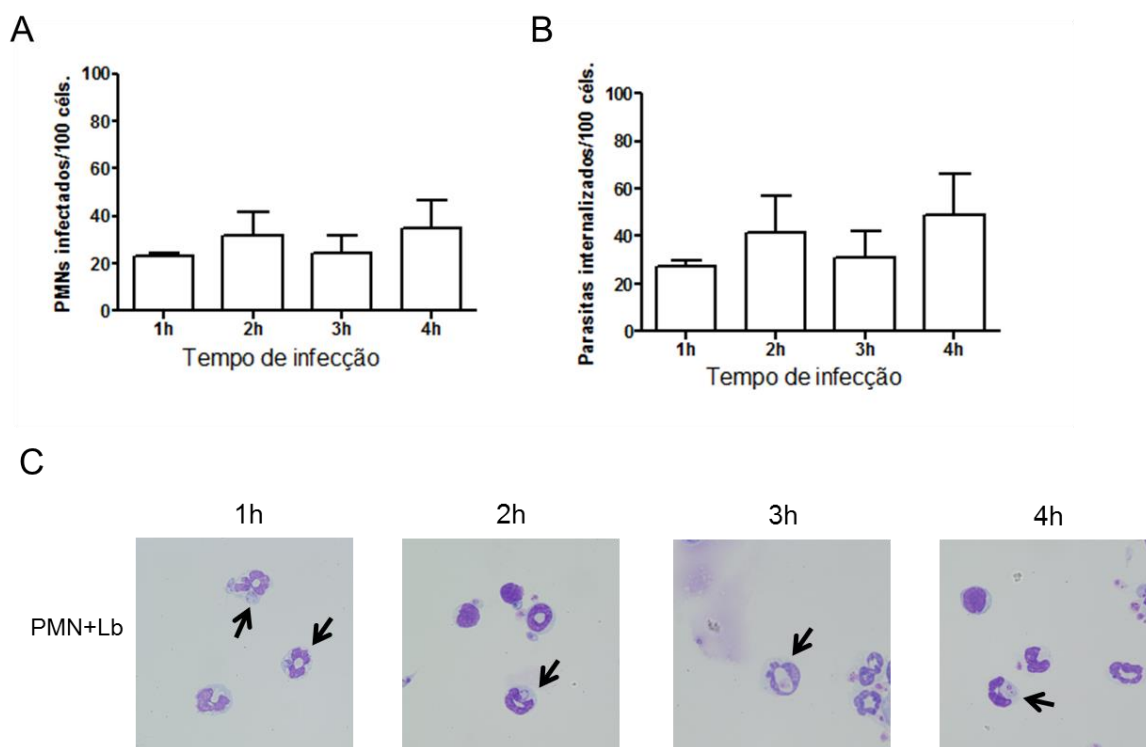 A
PMNs infectados/100 céls.
100
80
60
40
20
0
1h 2h 3h 4h
Tempo de infecção
B
Parasitas internalizados/100 céls.
100
80
60
40
20
0
1h 2h 3h 4h
Tempo de infecção
C
1h 2h 3h 4h
PMN+Lb